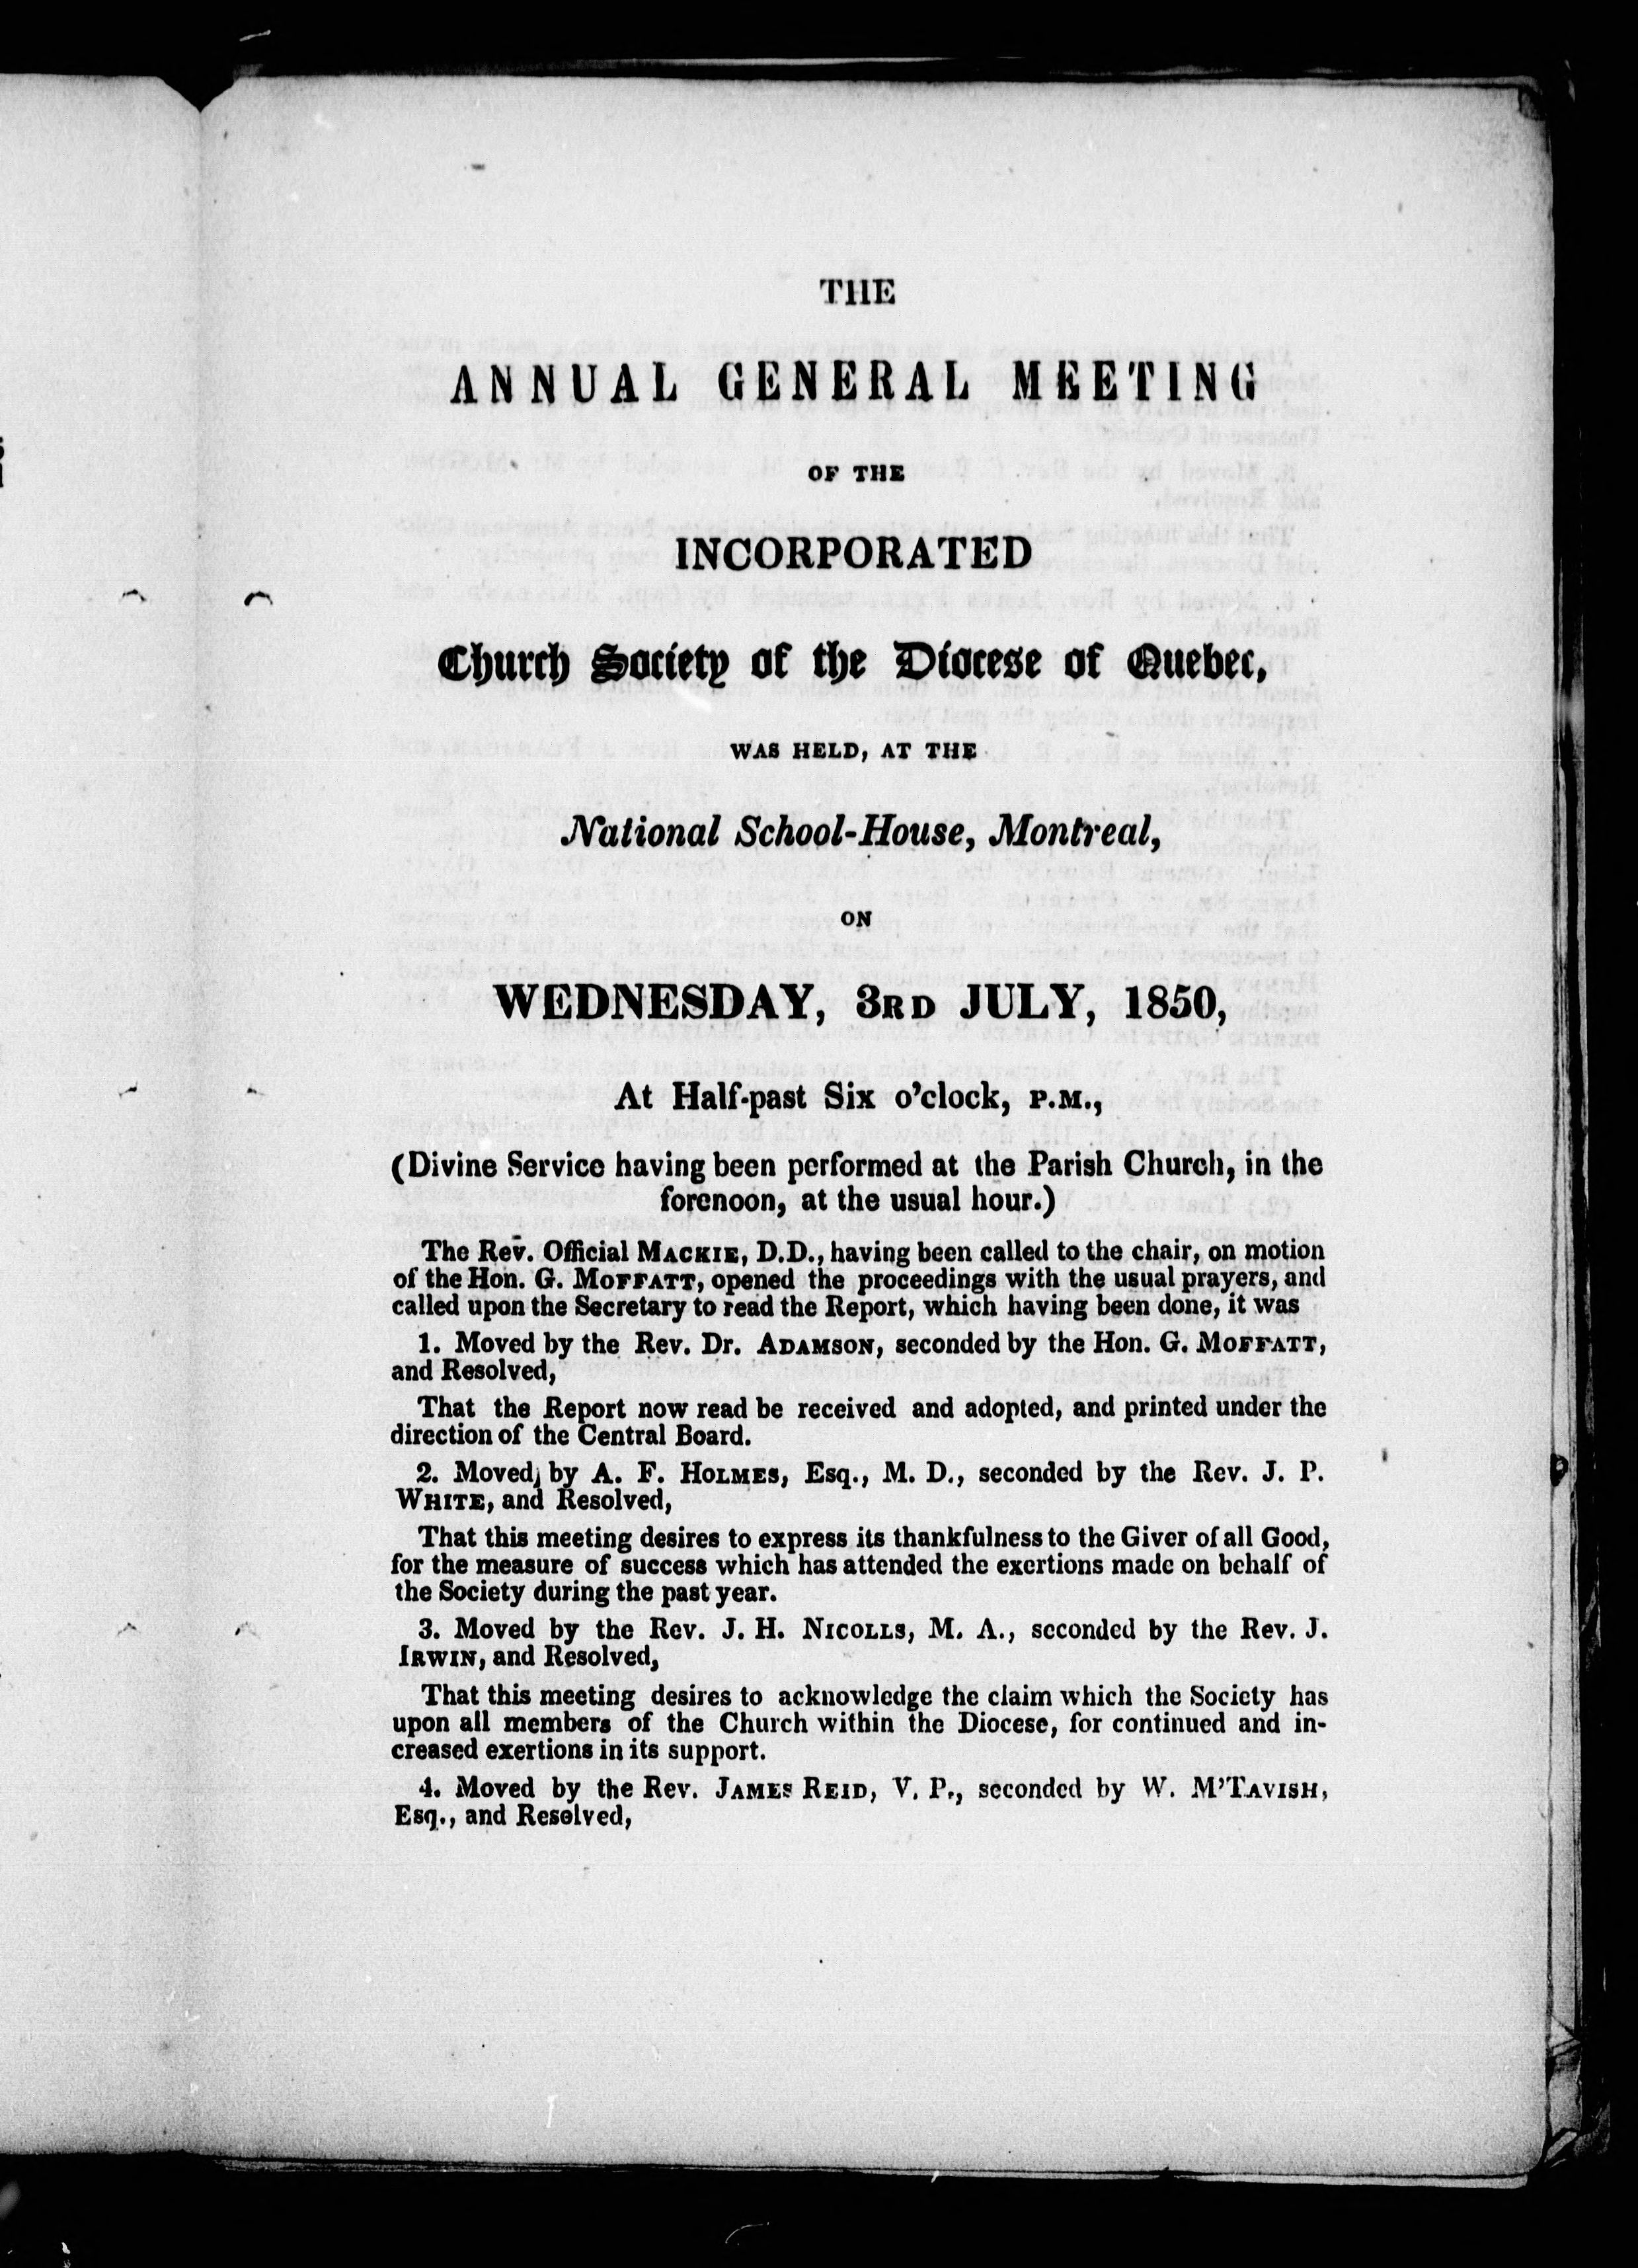 THE
ANNUAL GENERAL MEETING
OF THE
INCORPORATED
Church Society of the Diocese of Quebec,
WAS HELD, AT THE
National School-House, Montreal,
ON
WEDNESDAY, 3RD JULY, 1850,
At Half-past Six o'clock, P.M.,
(Divine Service having been performed at the Parish Church, in the
forenoon, at the usual hour.)
The Rev. Official MACKIE, D.D., having been called to the chair, on motion
of the Hon. G. MOFFATT, opened the proceedings with the usual prayers, and
called upon the Secretary to read the Report, which having been done, it was
1. Moved by the Rev. Dr. ADAMSON, seconded by the Hon. G. MOFFATT,
and Resolved,
That the Report now read be received and adopted, and printed under the
direction of the Central Board.
2. Moved by A. F. HOLMES, Esq., M. D., seconded by the Rev. J. P.
WHITE, and Resolved,
That this meeting desires to express its thankfulness to the Giver of all Good,
for the measure of success which has attended the exertions made on behalf of
the Society during the past year.
3. Moved by the Rev. J. H. NICOLLS, M. A., seconded by the Rev. J.
IRWIN, and Resolved,
That this meeting desires to acknowledge the claim which the Society has
upon all members of the Church within the Diocese, for continued and in-
creased exertions in its support.
4. Moved by the Rev. JAMES REID, V. P., seconded by W. M'TAVISH,
Esq., and Resolved,